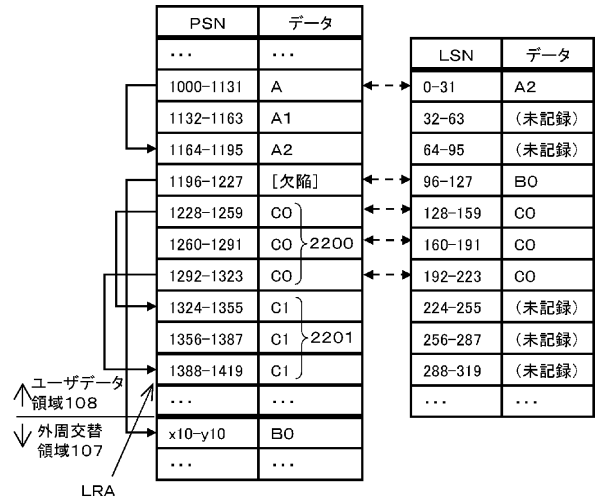 PSN データ
... ...
1000-1131 A
1132-1163 A1
1164-1195 A2
1196-1227 [欠陥]
1228-1259 C0
1260-1291 C0 2200
1292-1323 C0
1324-1355 C1
1356-1387 C1 2201
1388-1419 C1
... ...
x10-y10 B0
... ...
ユーザデータ
領域108
外周交替
領域107
LRA
LSN データ
0-31 A2
32-63 (未記録)
64-95 (未記録)
96-127 B0
128-159 C0
160-191 C0
192-223 C0
224-255 (未記録)
256-287 (未記録)
288-319 (未記録)
... ...